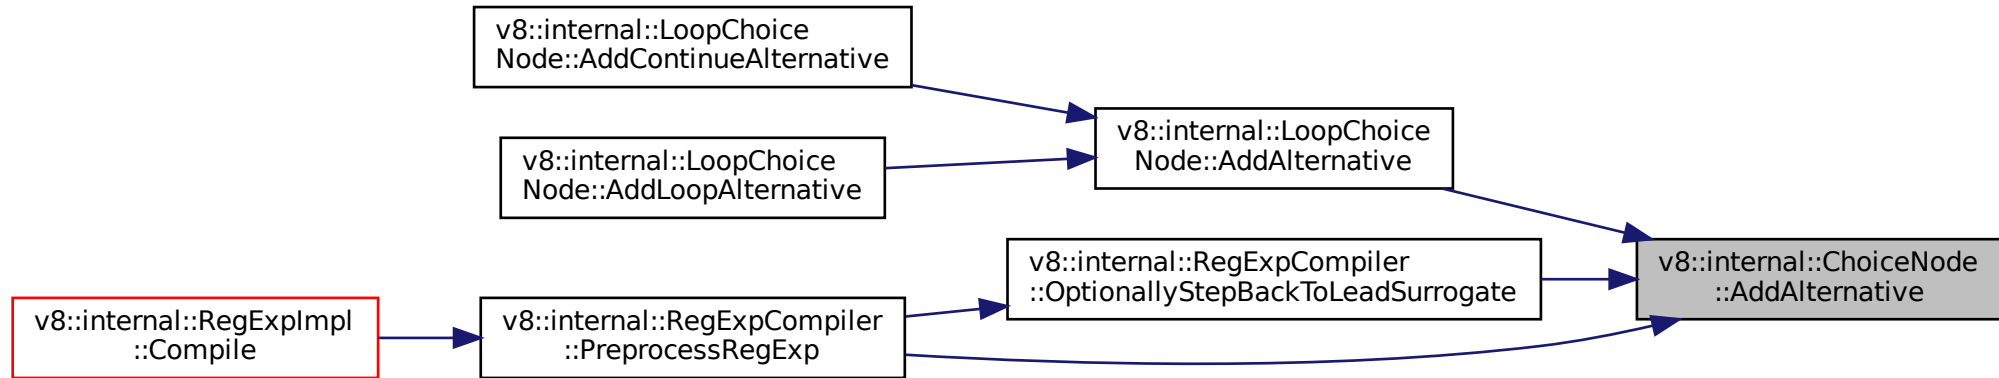 v8::internal::LoopChoice
Node::AddContinueAlternative
v8::internal::LoopChoice
Node::AddAlternative
v8::internal::LoopChoice
Node::AddLoopAlternative
v8::internal::RegExpCompiler
::OptionallyStepBackToLeadSurrogate
v8::internal::ChoiceNode
::AddAlternative
v8::internal::RegExpImpl
::Compile
v8::internal::RegExpCompiler
::PreprocessRegExp